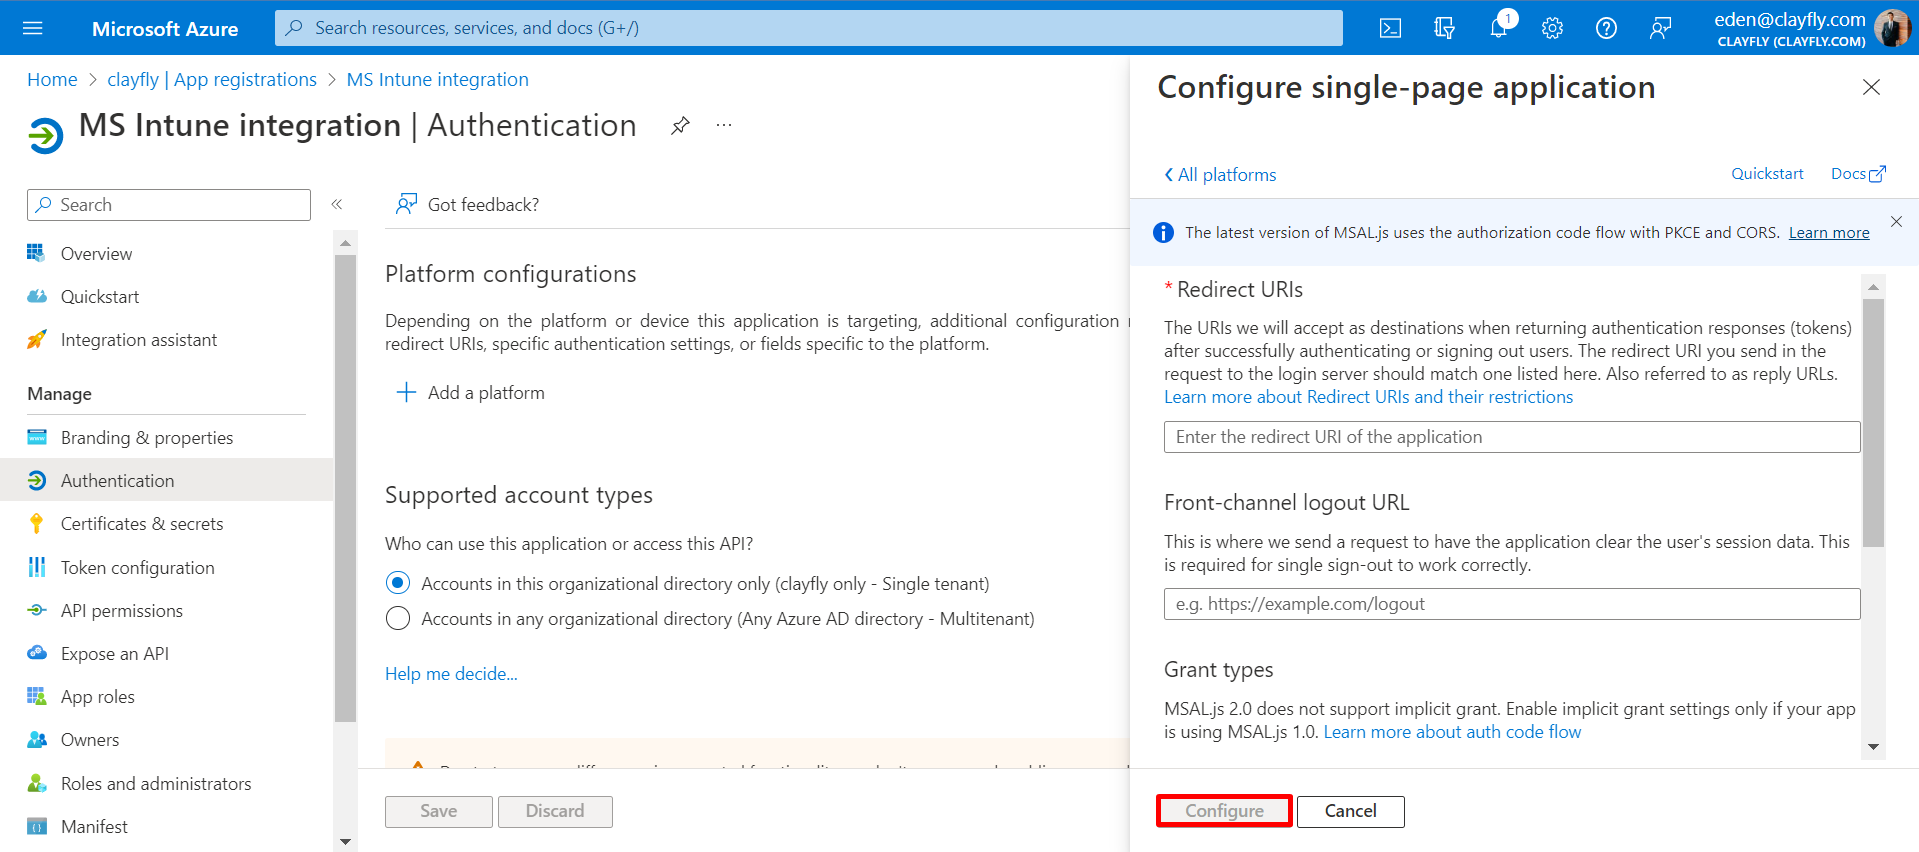 Microsoft Azure
Search resources, services, and docs (G+/)
1
eden@clayfly.com
CLAYFLY (CLAYFLY.COM)
Home > clayfly | App registrations > MS Intune integration
MS Intune integration | Authentication
...
Search
«
Overview
Quickstart
Integration assistant
Manage
Branding & properties
Authentication
Certificates & secrets
Token configuration
API permissions
Expose an API
App roles
Owners
Roles and administrators
Manifest
Got feedback?
Platform configurations
Depending on the platform or device this application is targeting, additional configuration
redirect URIs, specific authentication settings, or fields specific to the platform.
Add a platform
Supported account types
Who can use this application or access this API?
Accounts in this organizational directory only (clayfly only - Single tenant)
Accounts in any organizational directory (Any Azure AD directory - Multitenant)
Help me decide...
Save Discard
Configure single-page application
All platforms
Quickstart Docs
The latest version of MSAL.js uses the authorization code flow with PKCE and CORS. Learn more
* Redirect URIs
The URIs we will accept as destinations when returning authentication responses (tokens)
after successfully authenticating or signing out users. The redirect URI you send in the
request to the login server should match one listed here. Also referred to as reply URLs.
Learn more about Redirect URIs and their restrictions
Enter the redirect URI of the application
Front-channel logout URL
This is where we send a request to have the application clear the user's session data. This
is required for single sign-out to work correctly.
e.g. https://example.com/logout
Grant types
MSAL.js 2.0 does not support implicit grant. Enable implicit grant settings only if your app
is using MSAL.js 1.0. Learn more about auth code flow
Configure Cancel